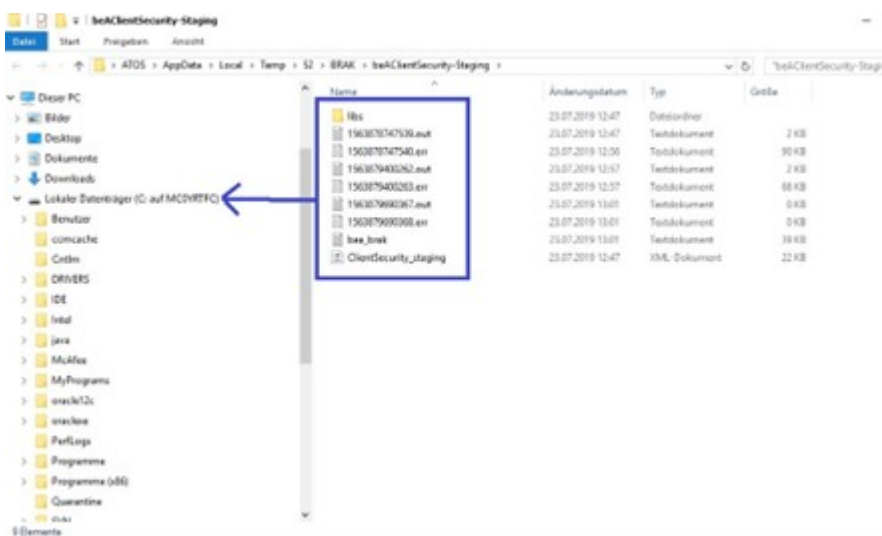 beAClientSecurity-Staging
Datei Start Freigeben Ansicht
ATOS › AppData › Local › Temp › S2 › BRAK › beAClientSecurity-Staging ›
Name Änderungsdatum Typ Größe
Dieser PC
Bilder
Desktop
Dokumente
Downloads
Lokaler Datenträger (C: auf MCDYRTFC)
Benutzer
comcache
Cntlm
DRIVERS
IDE
Intel
java
McAfee
MyPrograms
oracle12c
PerfLogs
Programme
Programme (x86)
Quarantine
libs 23.07.2019 12:47 Dateiordner
1563878747539.out 23.07.2019 12:47 Textdokument 2 KB
1563878747540.err 23.07.2019 12:56 Textdokument 90 KB
1563879400262.out 23.07.2019 12:57 Textdokument 2 KB
1563879400263.err 23.07.2019 12:57 Textdokument 68 KB
1563879690367.out 23.07.2019 13:01 Textdokument 0 KB
1563879690368.err 23.07.2019 13:01 Textdokument 0 KB
bea_brak 23.07.2019 13:01 Textdokument 39 KB
ClientSecurity_staging 23.07.2019 12:47 XML-Dokument 22 KB
9 Elemente